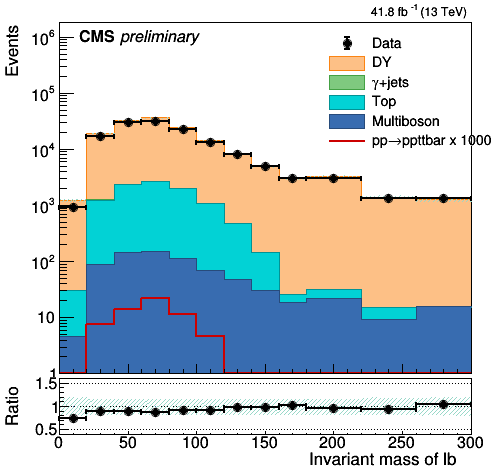 41.8 fb⁻¹ (13 TeV)
CMS preliminary
Events
10⁶
10⁵
10⁴
10³
10²
10
1
Data
DY
γ+jets
Top
Multiboson
pp→ppttbar x 1000
Ratio
1.5
1
0.5
0 50 100 150 200 250 300
Invariant mass of lb